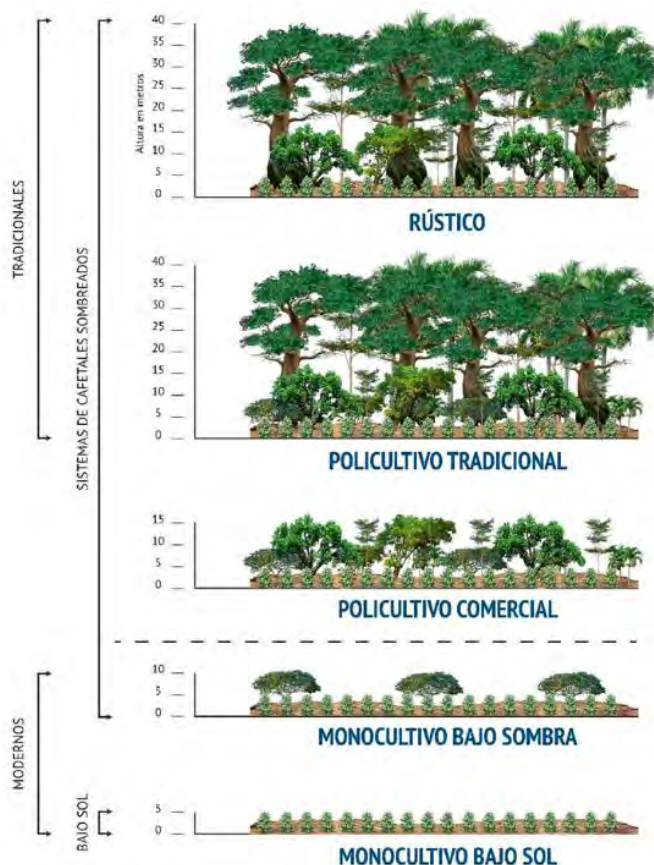 TRADICIONALES
SISTEMAS DE CAFETALES SOMBREADOS
Altura en metros
40
35
30
25
20
15
10
5
0
RÚSTICO
40
35
30
25
20
15
10
5
0
POLICULTIVO TRADICIONAL
15
10
5
0
POLICULTIVO COMERCIAL
MODERNOS
10
5
0
MONOCULTIVO BAJO SOMBRA
BAJO SOL
5
0
MONOCULTIVO BAJO SOL